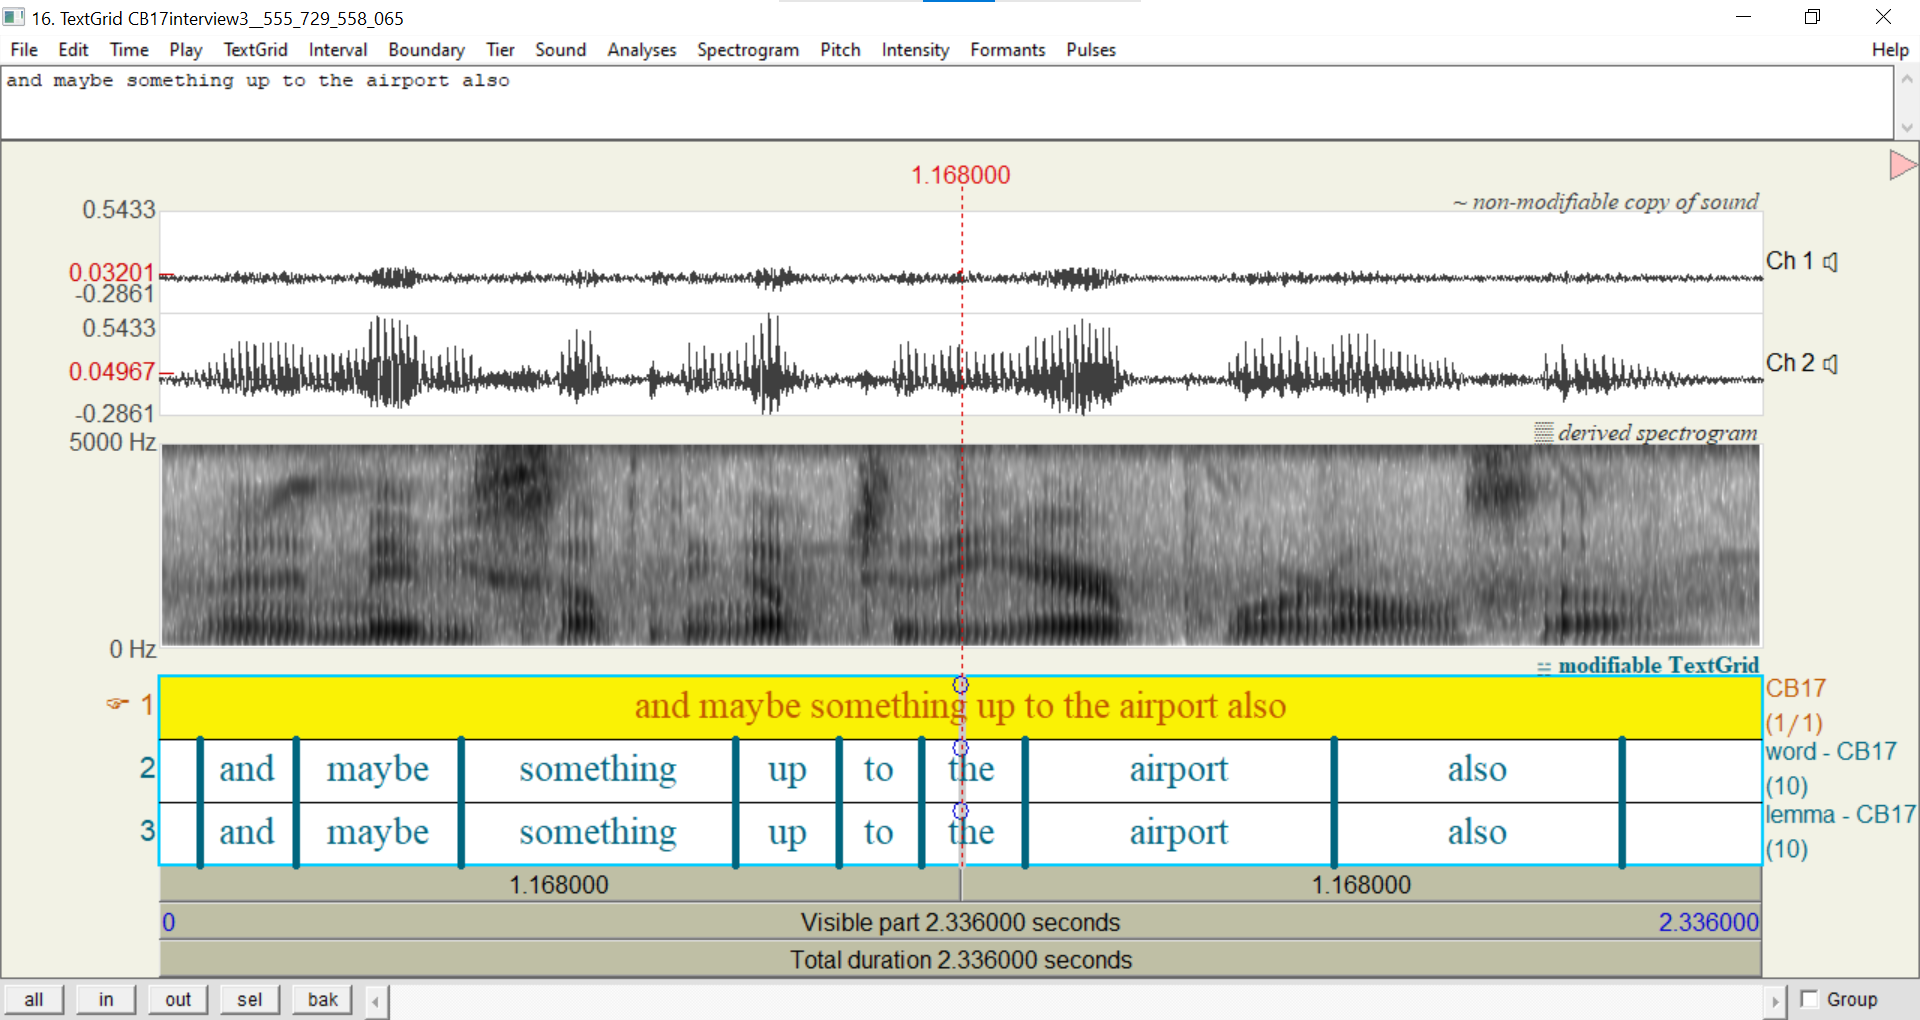 16. TextGrid CB17interview3__555_729_558_065
File Edit Time Play TextGrid Interval Boundary Tier Sound Analyses Spectrogram Pitch Intensity Formants Pulses Help
and maybe something up to the airport also
1.168000
~ non-modifiable copy of sound
0.5433
0.03201
-0.2861
Ch 1
0.5433
0.04967
-0.2861
Ch 2
derived spectrogram
5000 Hz
0 Hz
modifiable TextGrid
1 and maybe something up to the airport also CB17
(1/1)
2 and maybe something up to the airport also word - CB17
(10)
3 and maybe something up to the airport also lemma - CB17
(10)
1.168000 1.168000
0 Visible part 2.336000 seconds 2.336000
Total duration 2.336000 seconds
all in out sel bak Group